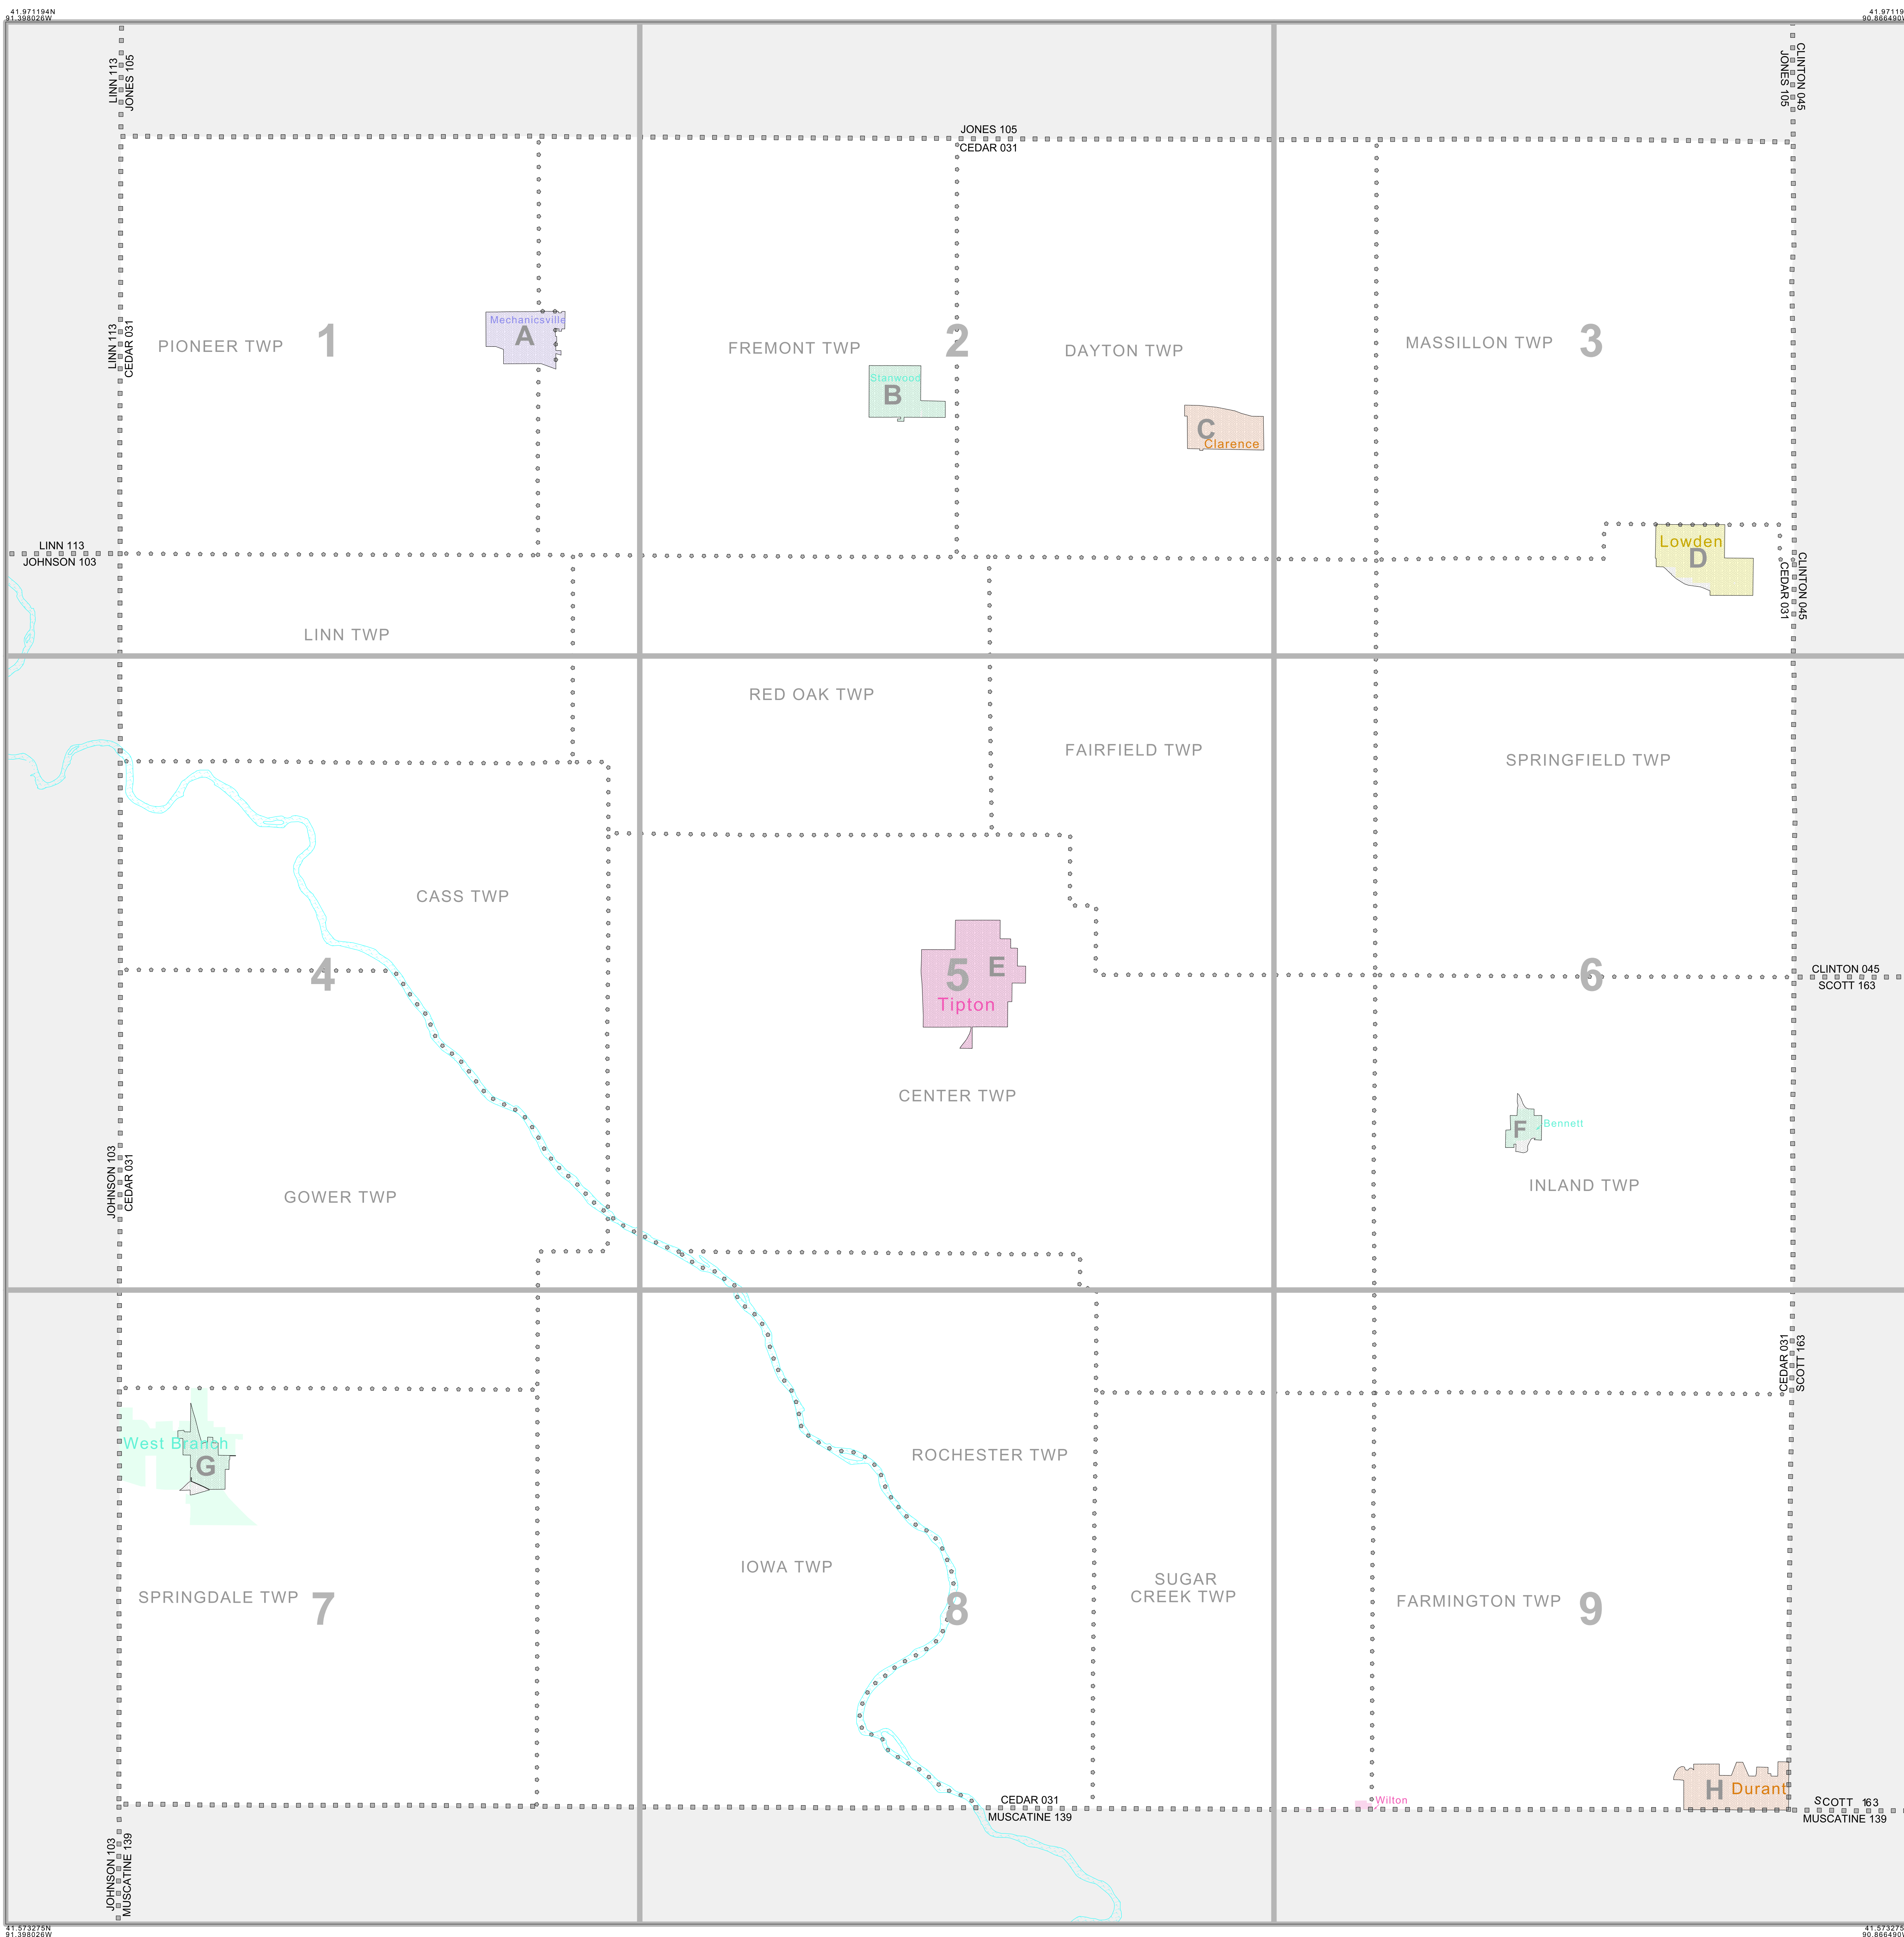 41.971194N
91.398026W
41.97119
90.866490W
LINN 113
JONES 105
CLINTON 045
JONES 105
JONES 105
CEDAR 031
LINN 113
CEDAR 031
PIONEER TWP
1
Mechanicsville
A
FREMONT TWP
2
DAYTON TWP
MASSILLON TWP
3
Stanwood
B
C
Clarence
LINN 113
JOHNSON 103
Lowden
D
CLINTON 045
CEDAR 031
LINN TWP
RED OAK TWP
FAIRFIELD TWP
SPRINGFIELD TWP
CASS TWP
4
5
E
Tipton
6
CLINTON 045
SCOTT 163
CENTER TWP
F
Bennett
JOHNSON 103
CEDAR 031
GOWER TWP
INLAND TWP
CEDAR 031
SCOTT 163
West Branch
G
ROCHESTER TWP
IOWA TWP
SUGAR
CREEK TWP
SPRINGDALE TWP
7
8
FARMINGTON TWP
9
H
Durant
Wilton
CEDAR 031
MUSCATINE 139
SCOTT 163
MUSCATINE 139
JOHNSON 103
MUSCATINE 139
41.573275N
91.398026W
41.573275
90.866490W